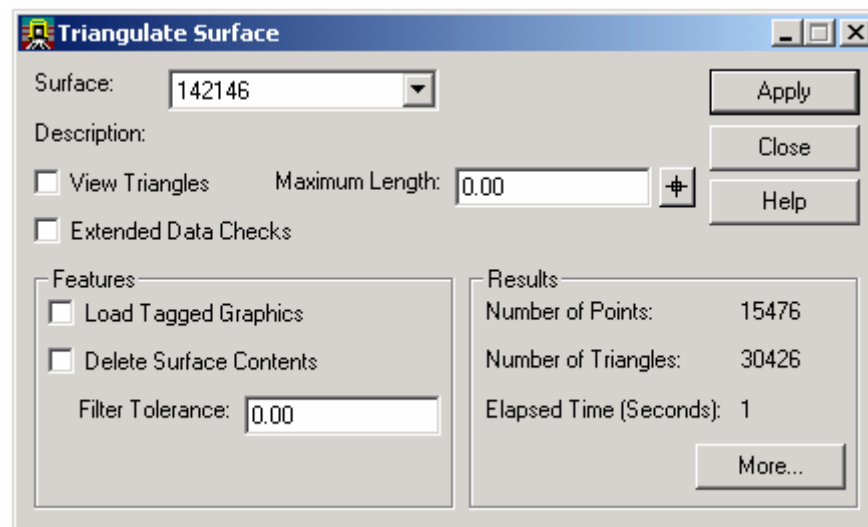 Triangulate Surface
Surface: 142146
Apply
Description:
Close
View Triangles Maximum Length: 0.00
Help
Extended Data Checks
Features
Load Tagged Graphics
Delete Surface Contents
Filter Tolerance: 0.00
Results
Number of Points: 15476
Number of Triangles: 30426
Elapsed Time (Seconds): 1
More...